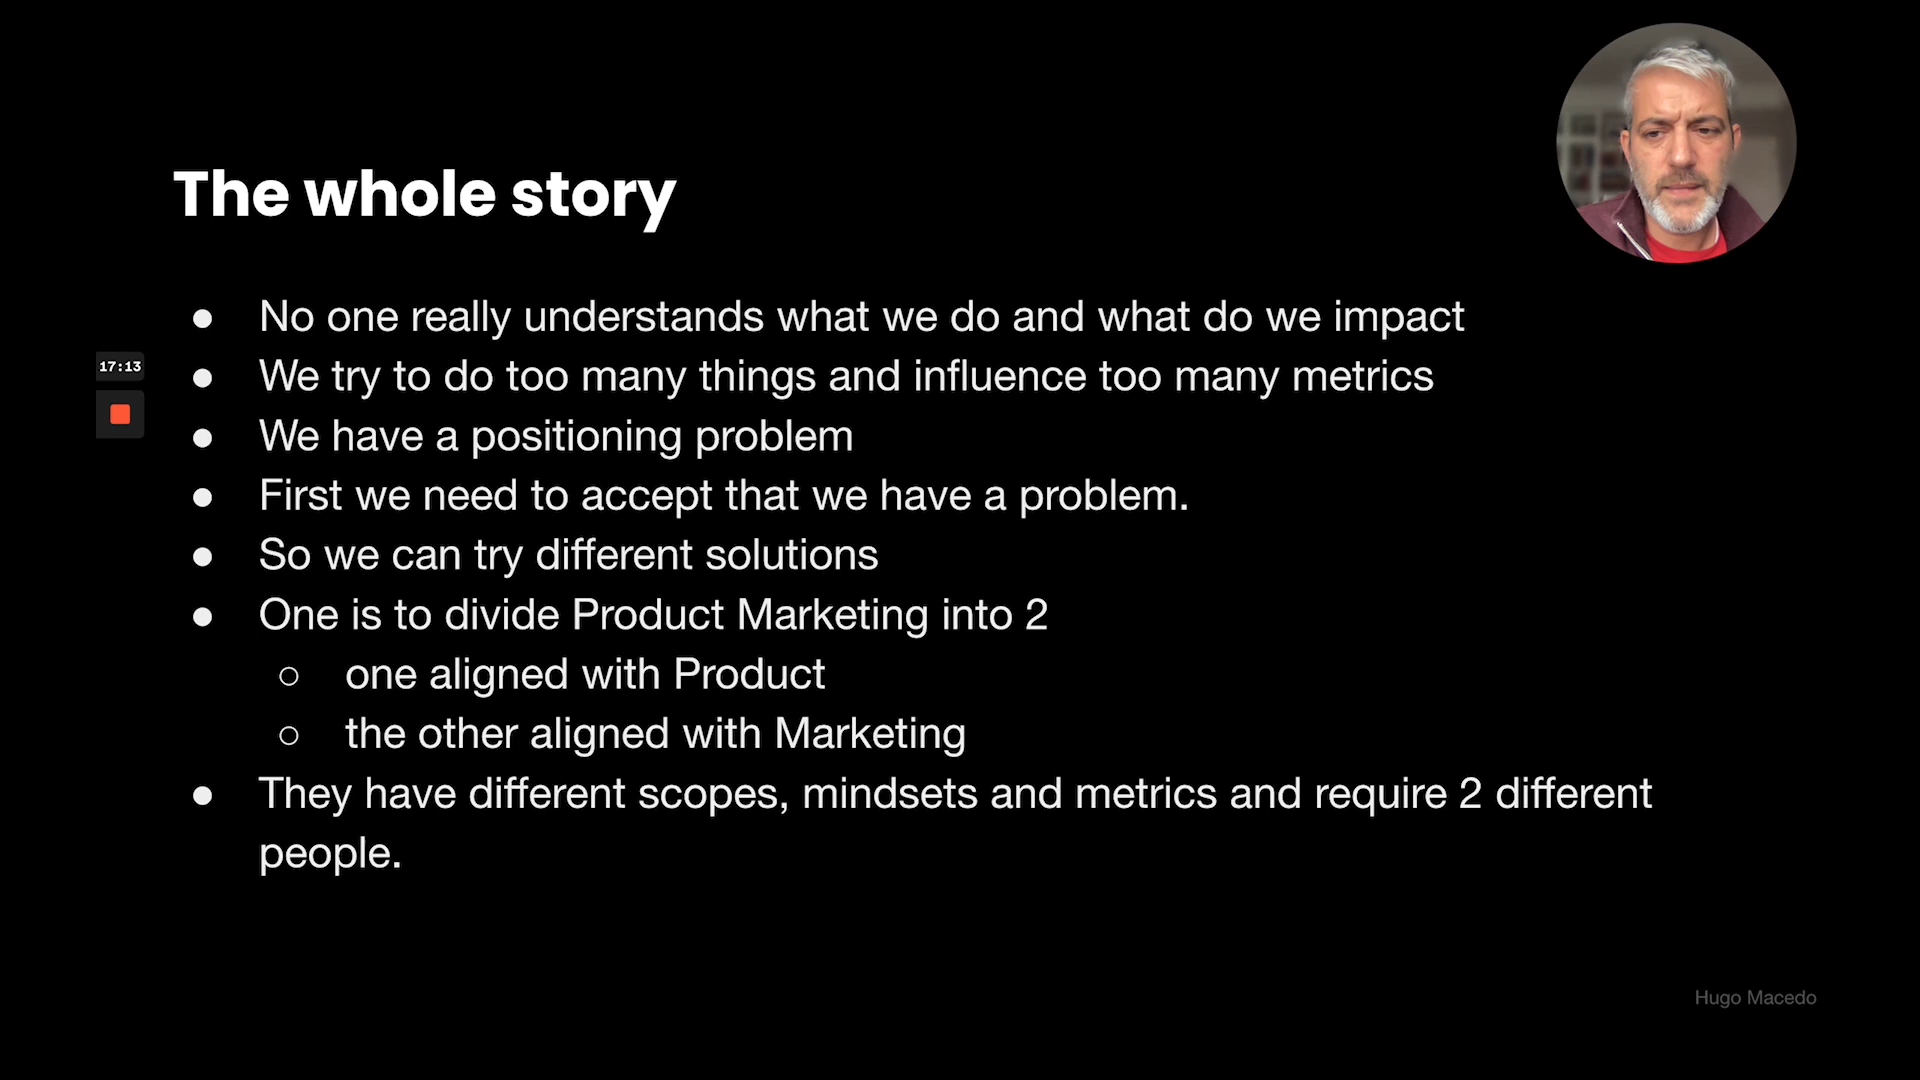 The whole story
17:13
● No one really understands what we do and what do we impact
● We try to do too many things and influence too many metrics
● We have a positioning problem
● First we need to accept that we have a problem.
● So we can try different solutions
● One is to divide Product Marketing into 2
○ one aligned with Product
○ the other aligned with Marketing
● They have different scopes, mindsets and metrics and require 2 different
people.
Hugo Macedo